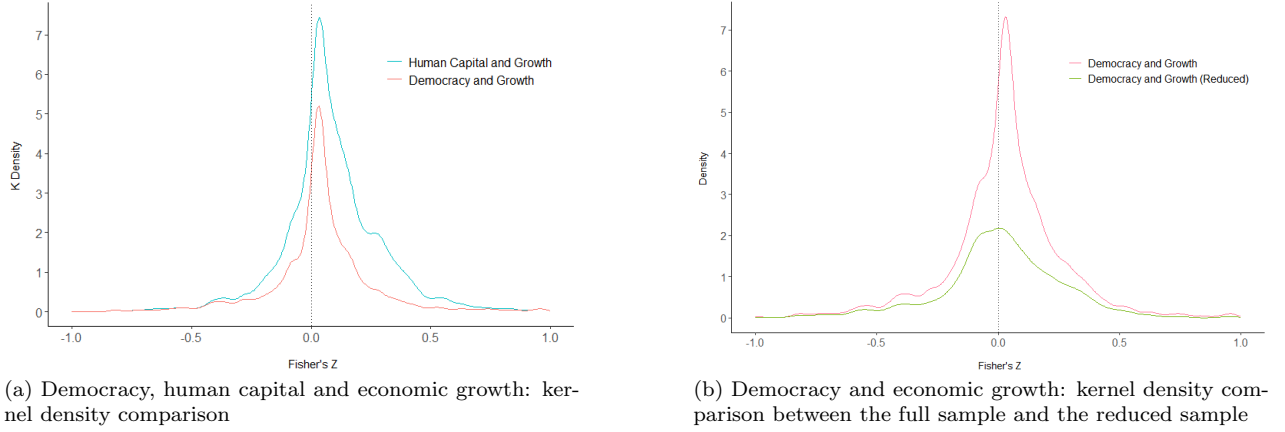 7
6
5
4
3
2
1
0
K Density
Human Capital and Growth
Democracy and Growth
-1.0 -0.5 0.0 0.5 1.0
Fisher's Z
(a) Democracy, human capital and economic growth: ker-
nel density comparison
7
6
5
4
3
2
1
0
Density
Democracy and Growth
Democracy and Growth (Reduced)
-1.0 -0.5 0.0 0.5 1.0
Fisher's Z
(b) Democracy and economic growth: kernel density com-
parison between the full sample and the reduced sample